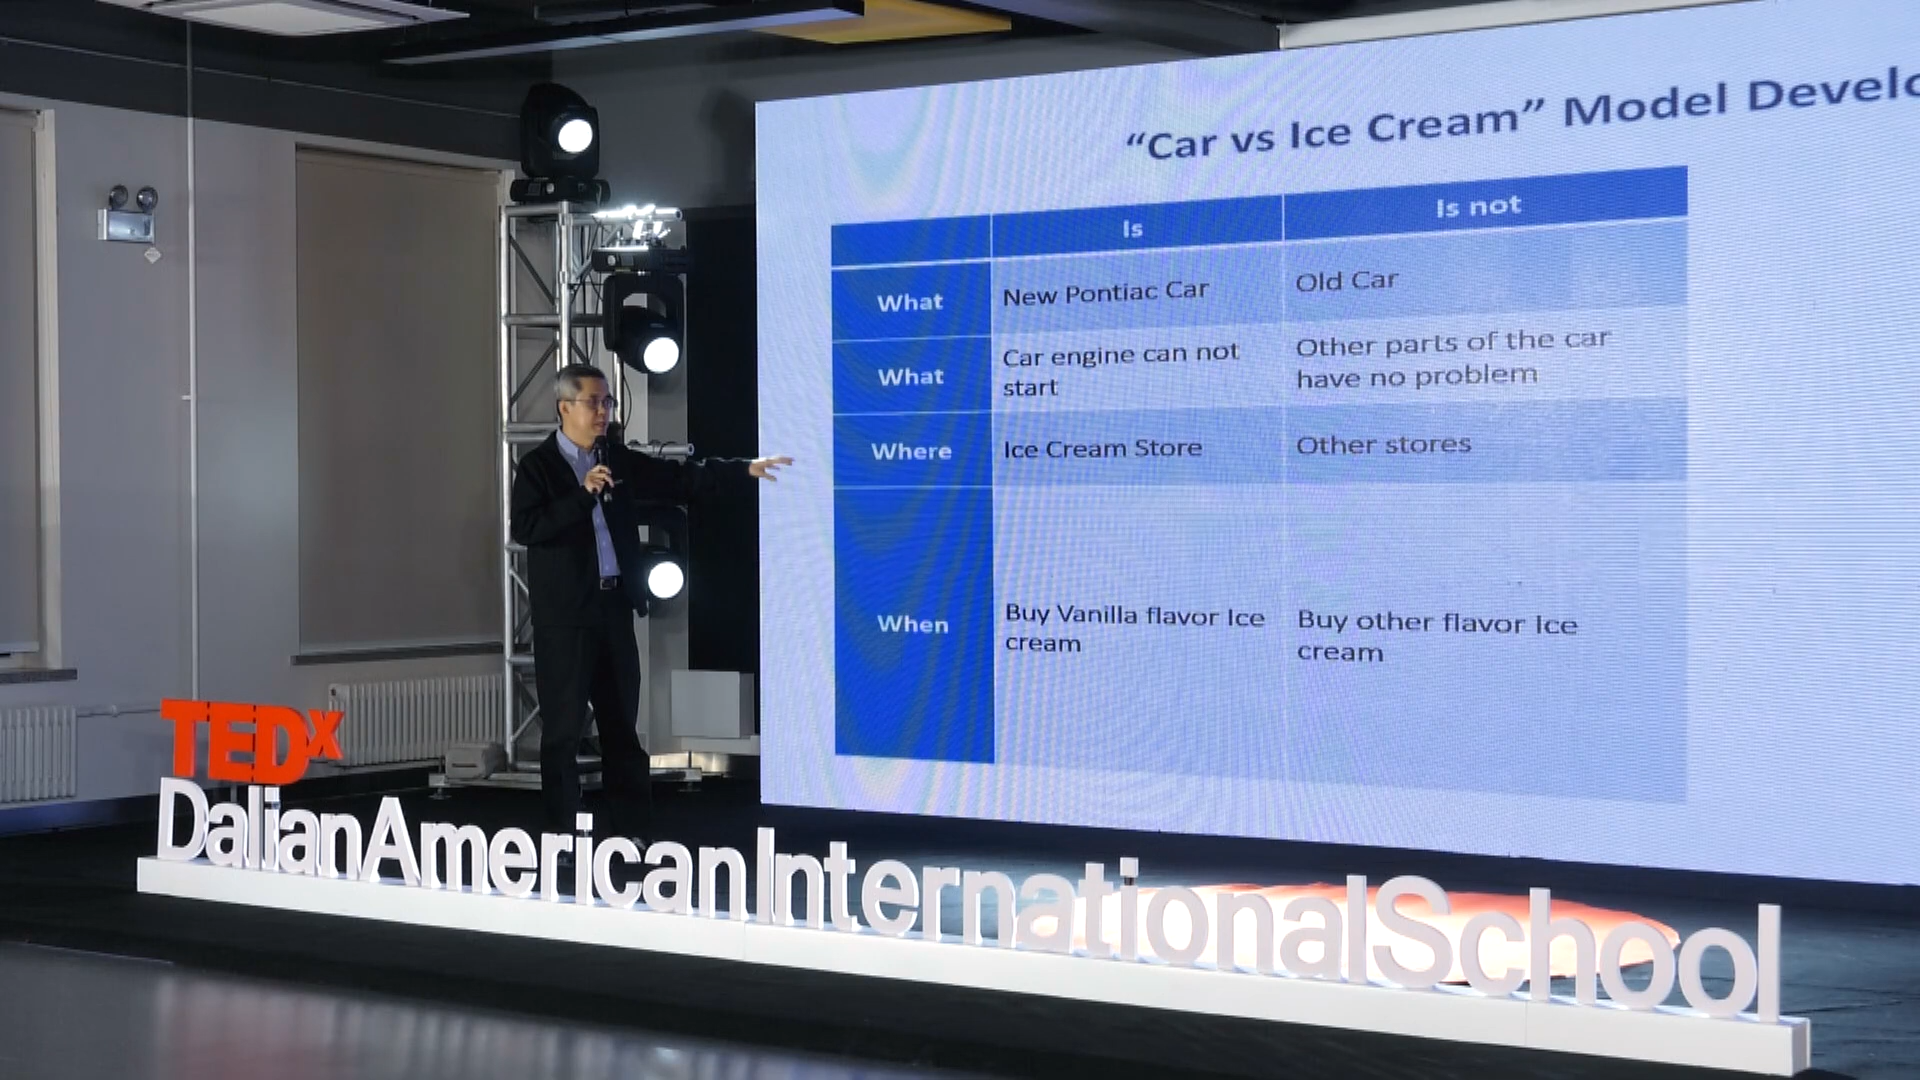 “Car vs Ice Cream” Model Develo
Is
Is not
What
New Pontiac Car
Old Car
What
Car engine can not
start
Other parts of the car
have no problem
Where
Ice Cream Store
Other stores
When
Buy Vanilla flavor Ice
cream
Buy other flavor Ice
cream
TEDx
DalianAmericanInternationalSchool